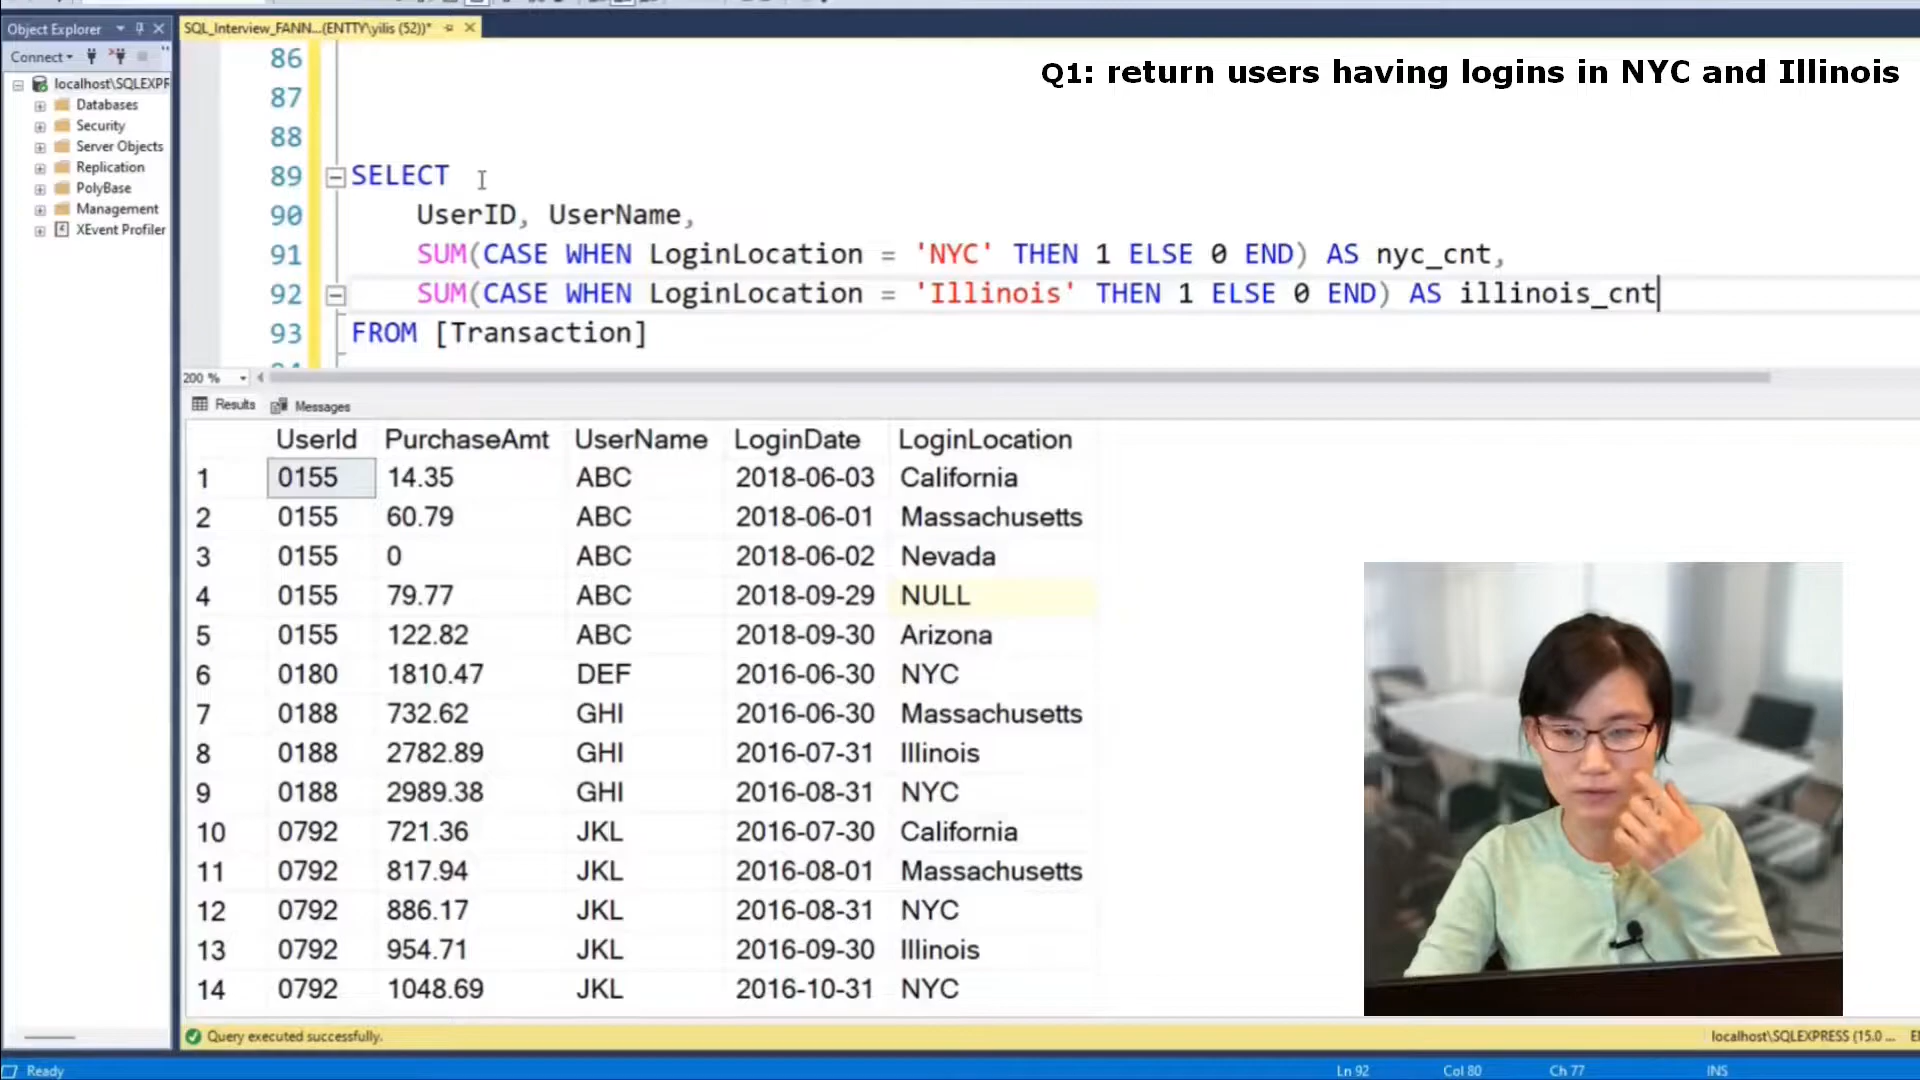 Object Explorer
SQL_Interview_FANN...(ENTTY\yilis (52))*
Connect
localhost\SQLEXPR
Databases
Security
Server Objects
Replication
PolyBase
Management
XEvent Profiler
Q1: return users having logins in NYC and Illinois
86
87
88
89 SELECT
90 UserID, UserName,
91 SUM(CASE WHEN LoginLocation = 'NYC' THEN 1 ELSE 0 END) AS nyc_cnt,
92 SUM(CASE WHEN LoginLocation = 'Illinois' THEN 1 ELSE 0 END) AS illinois_cnt
93 FROM [Transaction]
200 %
Results Messages
UserId PurchaseAmt UserName LoginDate LoginLocation
1 0155 14.35 ABC 2018-06-03 California
2 0155 60.79 ABC 2018-06-01 Massachusetts
3 0155 0 ABC 2018-06-02 Nevada
4 0155 79.77 ABC 2018-09-29 NULL
5 0155 122.82 ABC 2018-09-30 Arizona
6 0180 1810.47 DEF 2016-06-30 NYC
7 0188 732.62 GHI 2016-06-30 Massachusetts
8 0188 2782.89 GHI 2016-07-31 Illinois
9 0188 2989.38 GHI 2016-08-31 NYC
10 0792 721.36 JKL 2016-07-30 California
11 0792 817.94 JKL 2016-08-01 Massachusetts
12 0792 886.17 JKL 2016-08-31 NYC
13 0792 954.71 JKL 2016-09-30 Illinois
14 0792 1048.69 JKL 2016-10-31 NYC
Query executed successfully.
localhost\SQLEXPRESS (15.0 ...
Ready
Ln 92 Col 80 Ch 77 INS